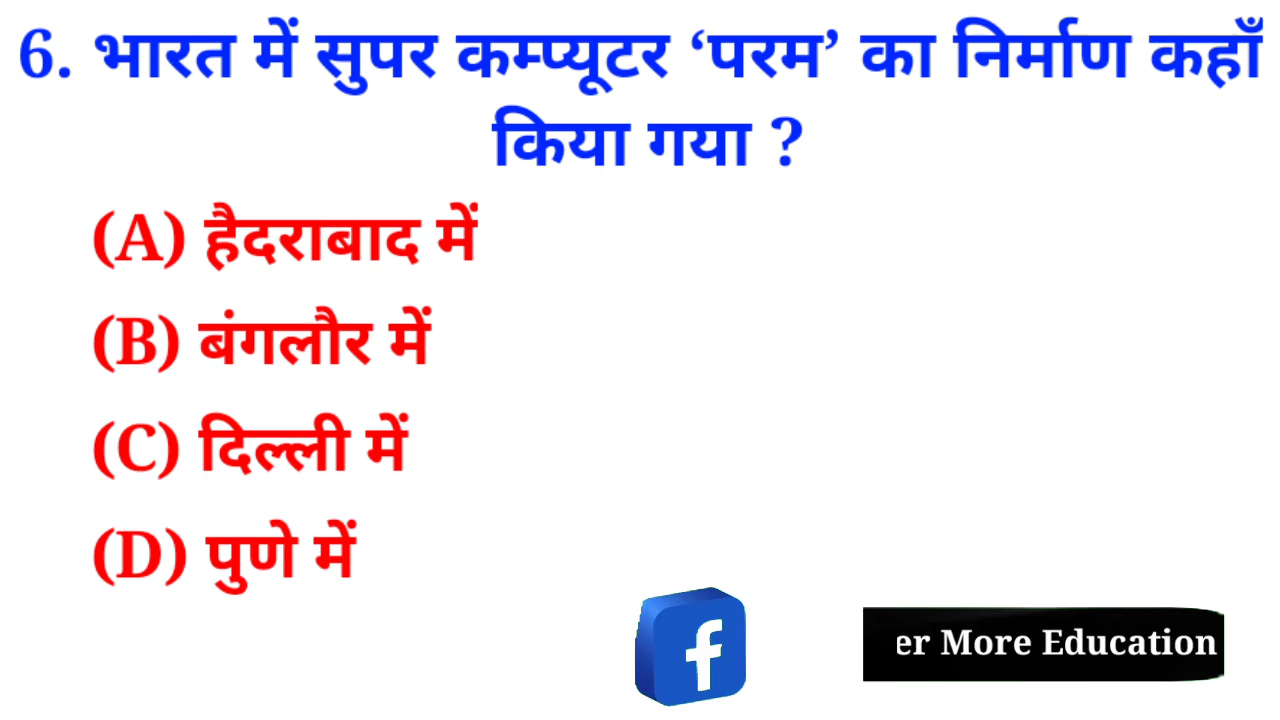 6. भारत में सुपर कम्प्यूटर ‘परम’ का निर्माण कहाँ
किया गया ?
(A) हैदराबाद में
(B) बंगलौर में
(C) दिल्ली में
(D) पुणे में
er More Education